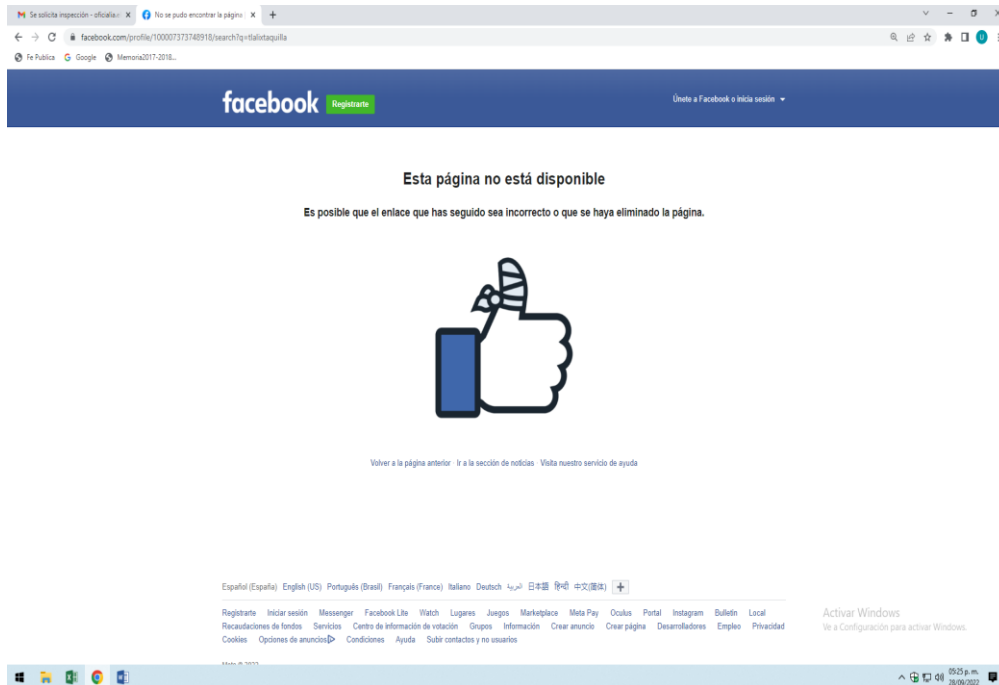 Se solicita inspección - oficialia.e
No se pudo encontrar la página
facebook.com/profile/100007373748918/search?q=tlalixtaquilla
Fe Publica Google Memoria2017-2018...
facebook Registrarte
Únete a Facebook o inicia sesión
Esta página no está disponible
Es posible que el enlace que has seguido sea incorrecto o que se haya eliminado la página.
Volver a la página anterior · Ir a la sección de noticias · Visita nuestro servicio de ayuda
Español (España) English (US) Português (Brasil) Français (France) Italiano Deutsch العربية 日本語 हिन्दी 中文(简体)
Registrarte Iniciar sesión Messenger Facebook Lite Watch Lugares Juegos Marketplace Meta Pay Oculus Portal Instagram Bulletin Local
Recaudaciones de fondos Servicios Centro de información de votación Grupos Información Crear anuncio Crear página Desarrolladores Empleo Privacidad
Cookies Opciones de anuncios Condiciones Ayuda Subir contactos y no usuarios
Meta © 2022
Activar Windows
Ve a Configuración para activar Windows.
05:25 p. m.
28/09/2022